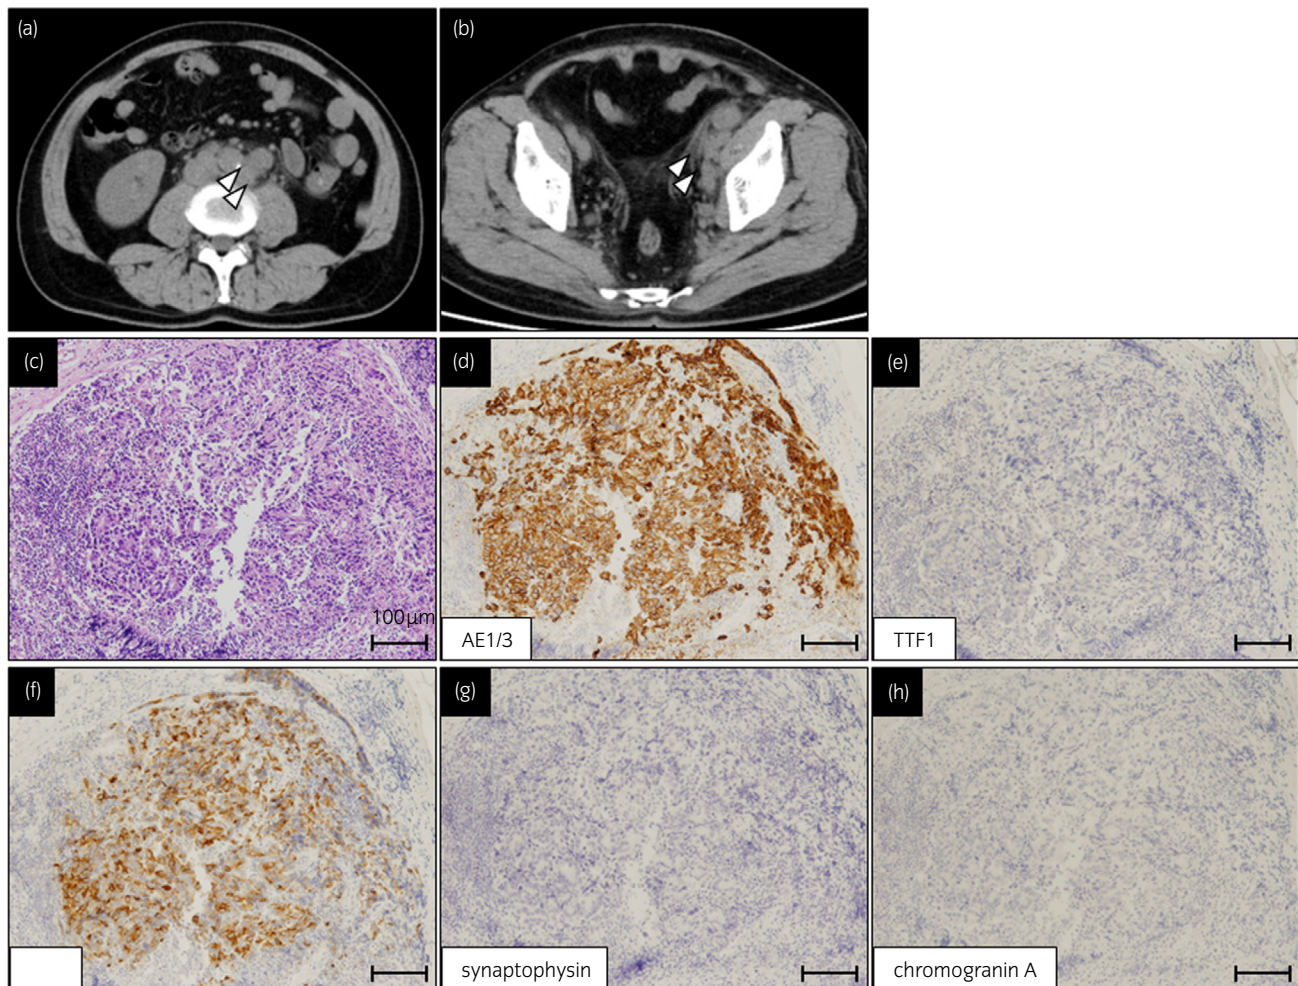 (a)
(b)
(c)
100μm
(d)
AE1/3
(e)
TTF1
(f)
(g)
synaptophysin
(h)
chromogranin A